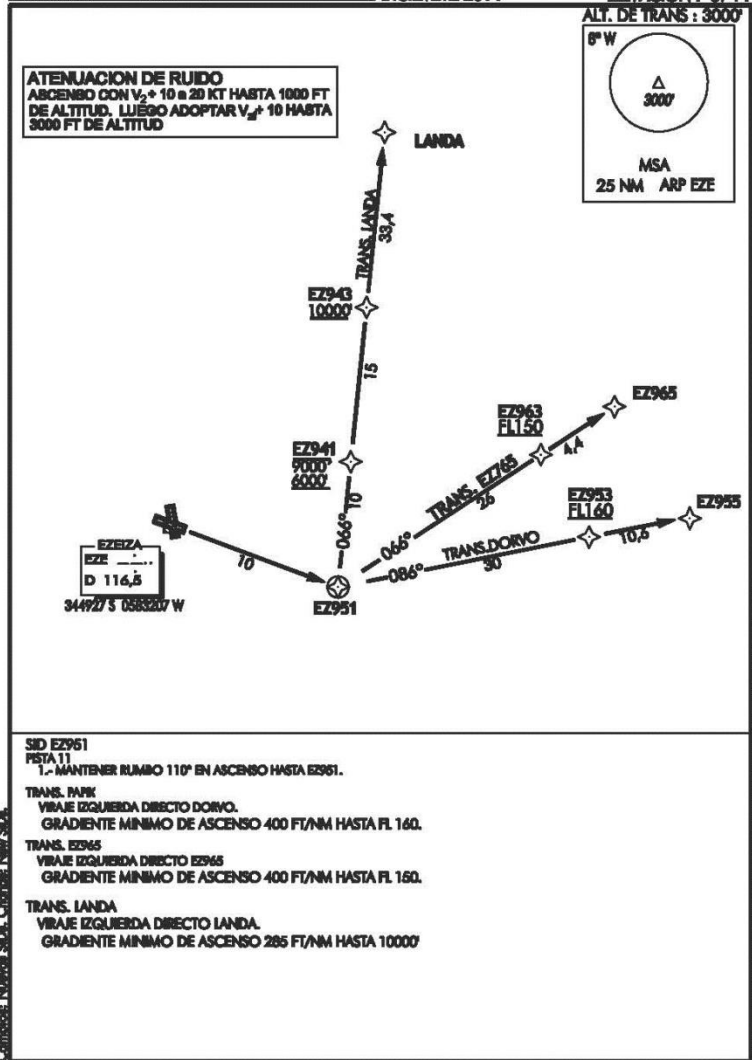 ALT. DE TRANS : 3000'
ATENUACION DE RUIDO
ASCENSO CON V2+ 10 a 20 KT HASTA 1000 FT
DE ALTITUD. LUEGO ADOPTAR Vzf+ 10 HASTA
3000 FT DE ALTITUD
8° W
3000'
MSA
25 NM ARP EZE
LANDA
TRANS. LANDA
33,4
EZ943
10000'
15
EZ941
9000'
6000'
10
066°
EZ965
EZ963
FL150
4,4
TRANS. EZ765
26
066°
EZ953
FL160
EZ955
10,6
TRANS.DORVO
30
086°
10
EZ951
EZEIZA
EZE
D 116,5
344927 S 0583207 W
SID EZ951
PISTA 11
1.- MANTENER RUMBO 110° EN ASCENSO HASTA EZ951.
TRANS. PAPIX
VIRAJE IZQUIERDA DIRECTO DORVO.
GRADIENTE MINIMO DE ASCENSO 400 FT/NM HASTA FL 160.
TRANS. EZ965
VIRAJE IZQUIERDA DIRECTO EZ965
GRADIENTE MINIMO DE ASCENSO 400 FT/NM HASTA FL 150.
TRANS. LANDA
VIRAJE IZQUIERDA DIRECTO LANDA.
GRADIENTE MINIMO DE ASCENSO 285 FT/NM HASTA 10000'